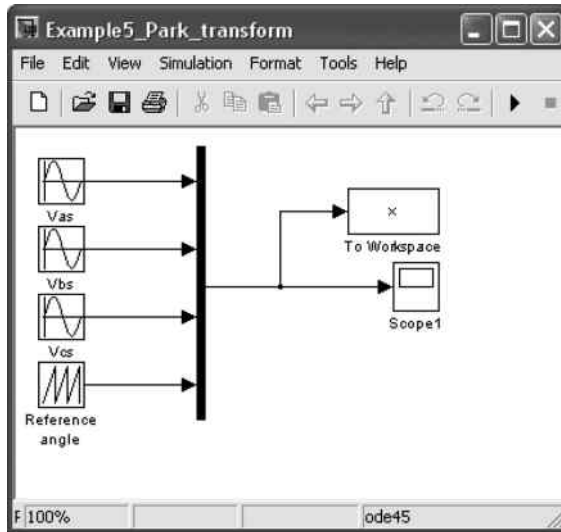 Example5_Park_transform
File Edit View Simulation Format Tools Help
Vas
Vbs
Vcs
Reference
angle
x
To Workspace
Scope1
F 100%
ode45